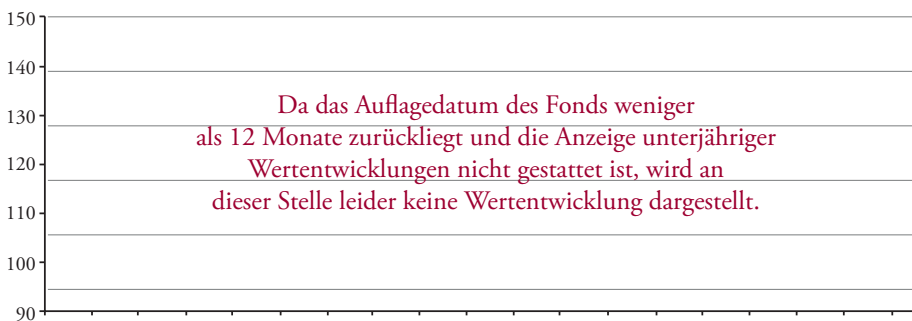 150
140
130
120
110
100
90
Da das Auflagedatum des Fonds weniger
als 12 Monate zurückliegt und die Anzeige unterjähriger
Wertentwicklungen nicht gestattet ist, wird an
dieser Stelle leider keine Wertentwicklung dargestellt.